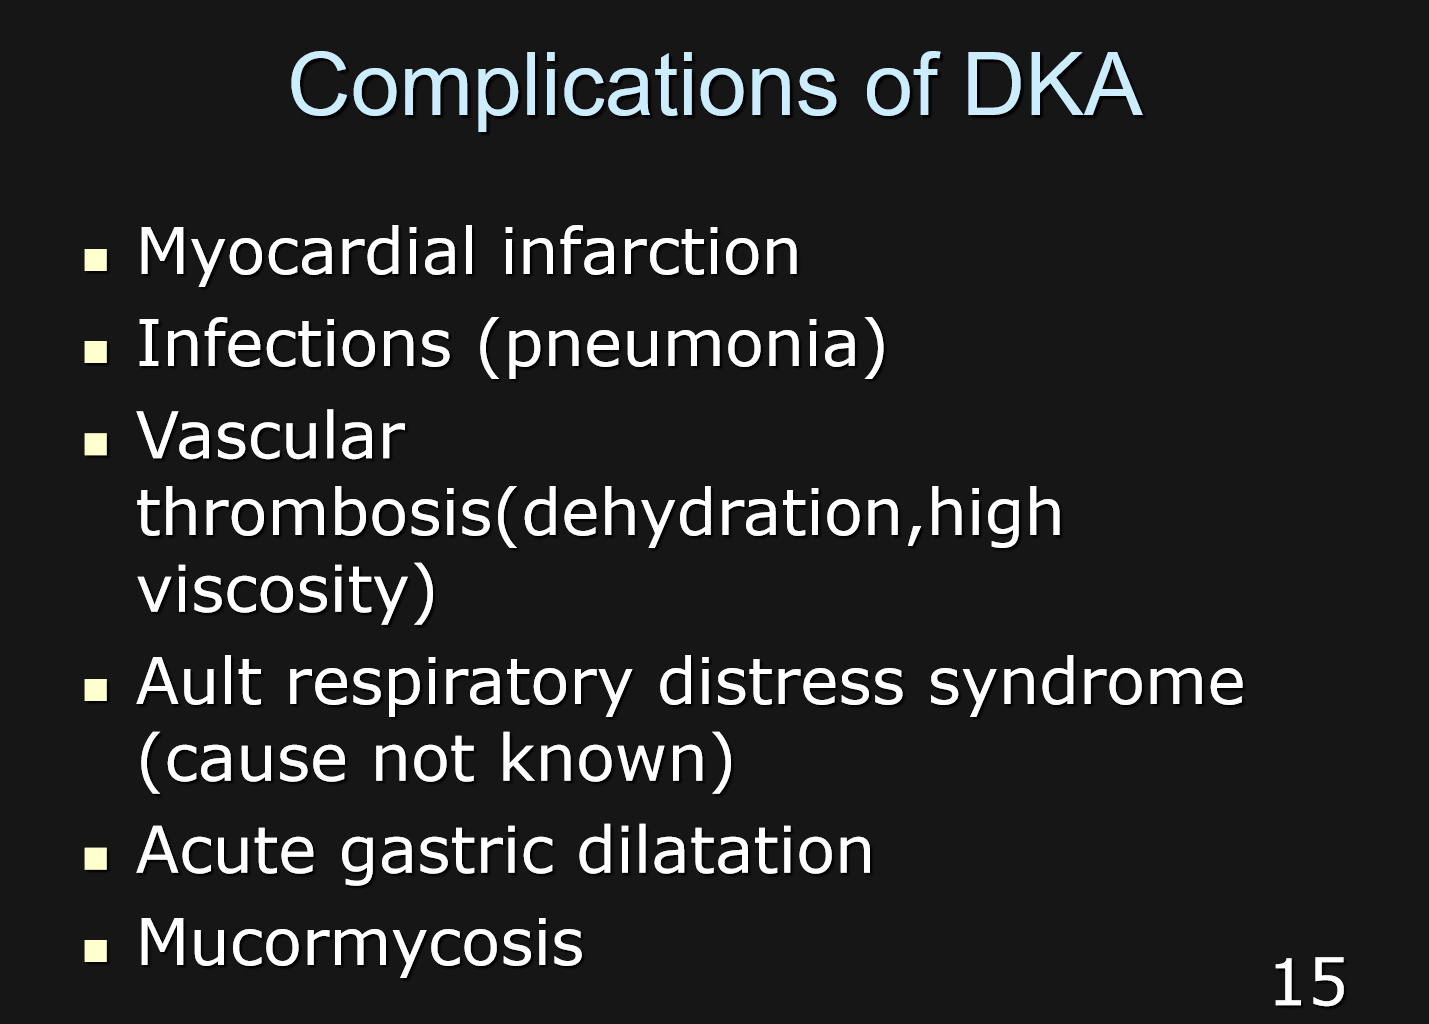 Complications of DKA
Myocardial infarction
Infections (pneumonia)
Vascular
thrombosis(dehydration,high
viscosity)
Ault respiratory distress syndrome
(cause not known)
Acute gastric dilatation
Mucormycosis
15